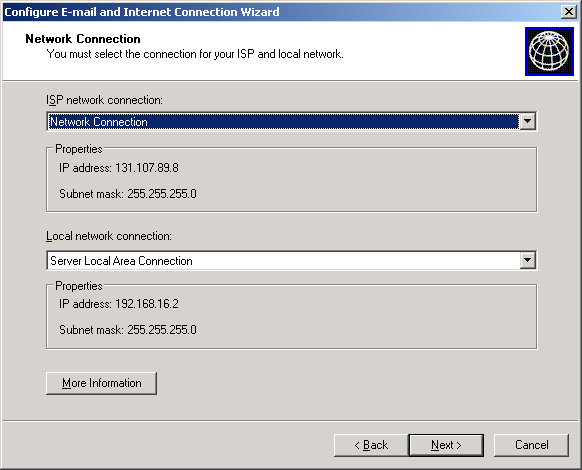 Configure E-mail and Internet Connection Wizard
Network Connection
You must select the connection for your ISP and local network.
ISP network connection:
Network Connection
Properties
IP address: 131.107.89.8
Subnet mask: 255.255.255.0
Local network connection:
Server Local Area Connection
Properties
IP address: 192.168.16.2
Subnet mask: 255.255.255.0
More Information
< Back
Next >
Cancel